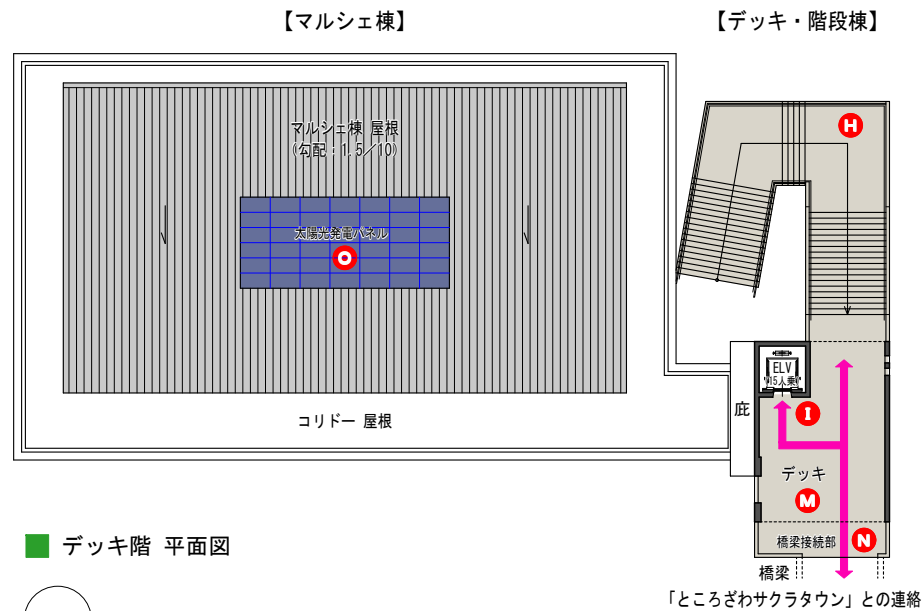 【マルシェ棟】
【デッキ・階段棟】
H
マルシェ棟 屋根
(勾配：1.5／10)
太陽光発電パネル
O
ELV
15人乗
I
庇
コリドー 屋根
デッキ
M
橋梁接続部
N
デッキ階 平面図
橋梁
「ところざわサクラタウン」との連絡